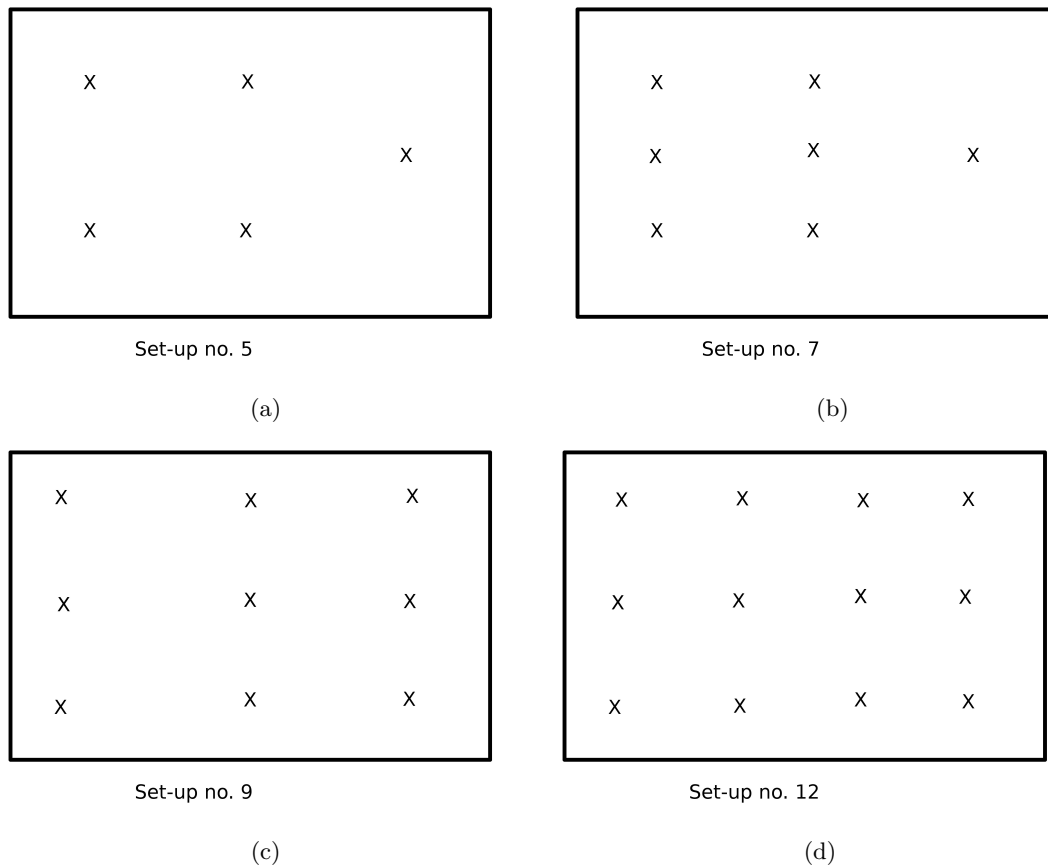 X X
X
X X
Set-up no. 5
(a)
X X
X X X
X X
Set-up no. 7
(b)
X X X
X X X
X X X
Set-up no. 9
(c)
X X X X
X X X X
X X X X
Set-up no. 12
(d)